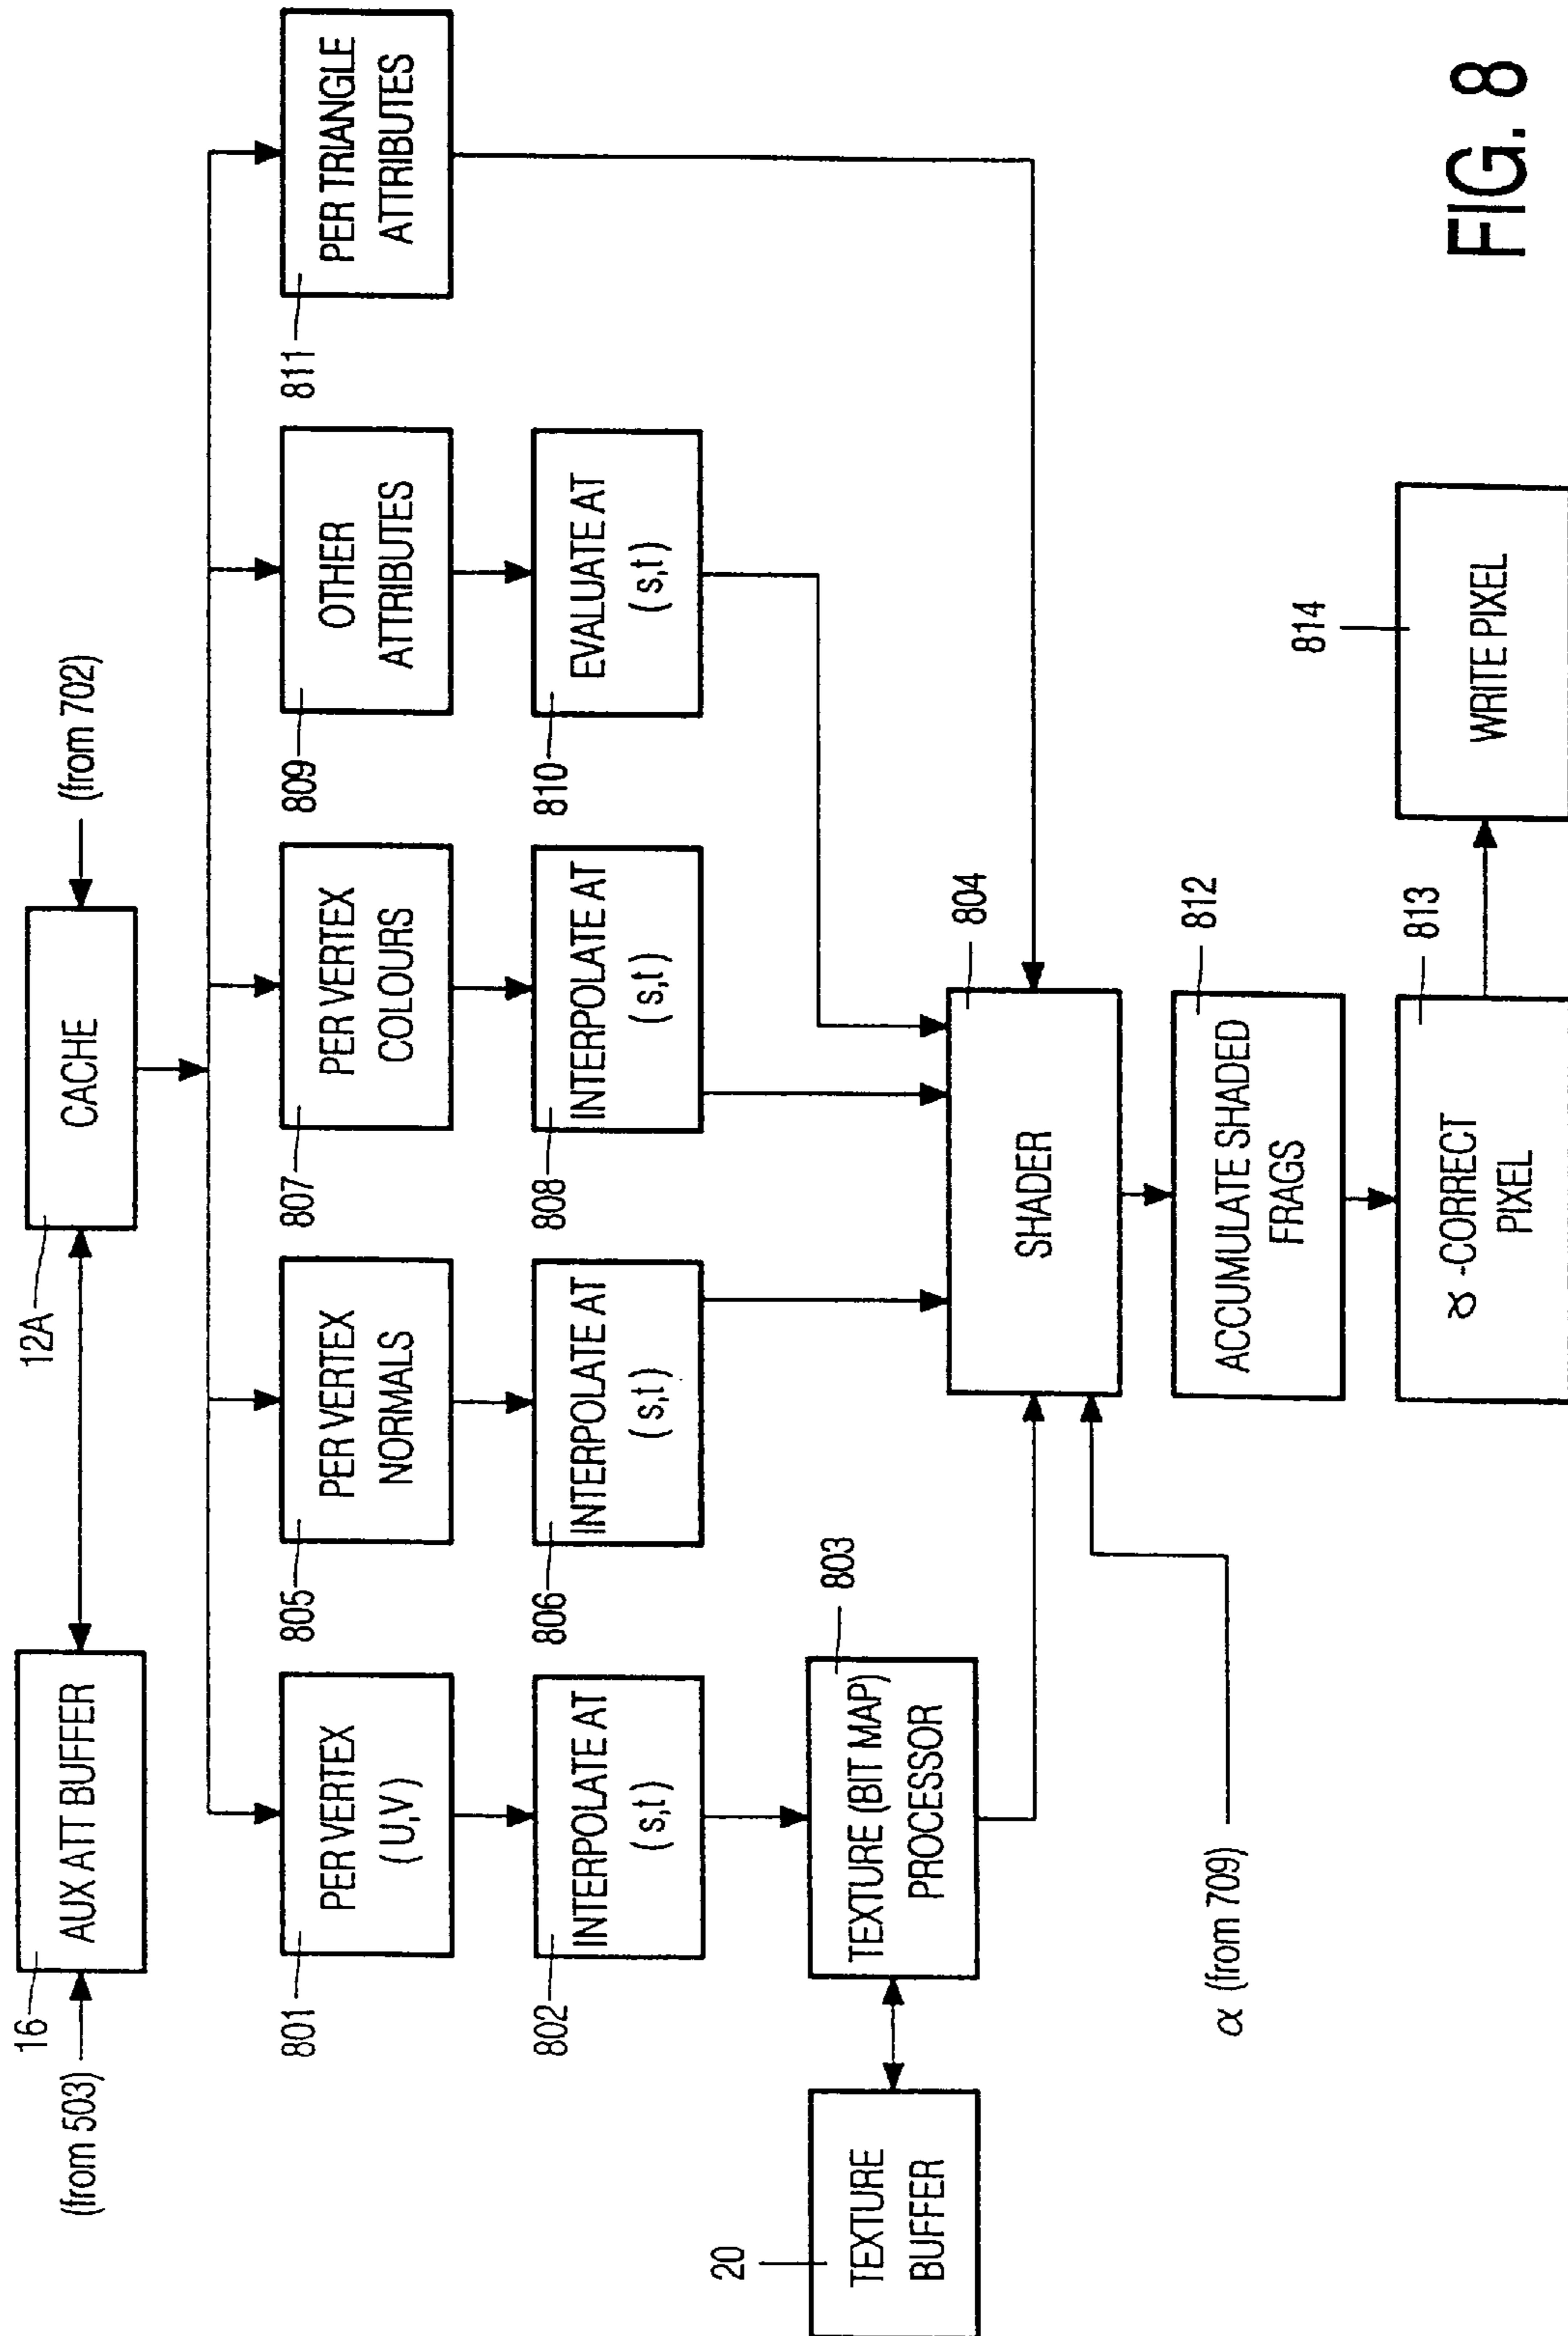 (from 503)
16
AUX ATT BUFFER
12A
CACHE
(from 702)
801
PER VERTEX
(U,V)
805
PER VERTEX
NORMALS
807
PER VERTEX
COLOURS
809
OTHER
ATTRIBUTES
811
PER TRIANGLE
ATTRIBUTES
802
INTERPOLATE AT
(s,t)
806
INTERPOLATE AT
(s,t)
808
INTERPOLATE AT
(s,t)
810
EVALUATE AT
(s,t)
20
TEXTURE
BUFFER
803
TEXTURE (BIT MAP)
PROCESSOR
804
SHADER
α (from 709)
812
ACCUMULATE SHADED
FRAGS
813
४-CORRECT
PIXEL
814
WRITE PIXEL
FIG. 8